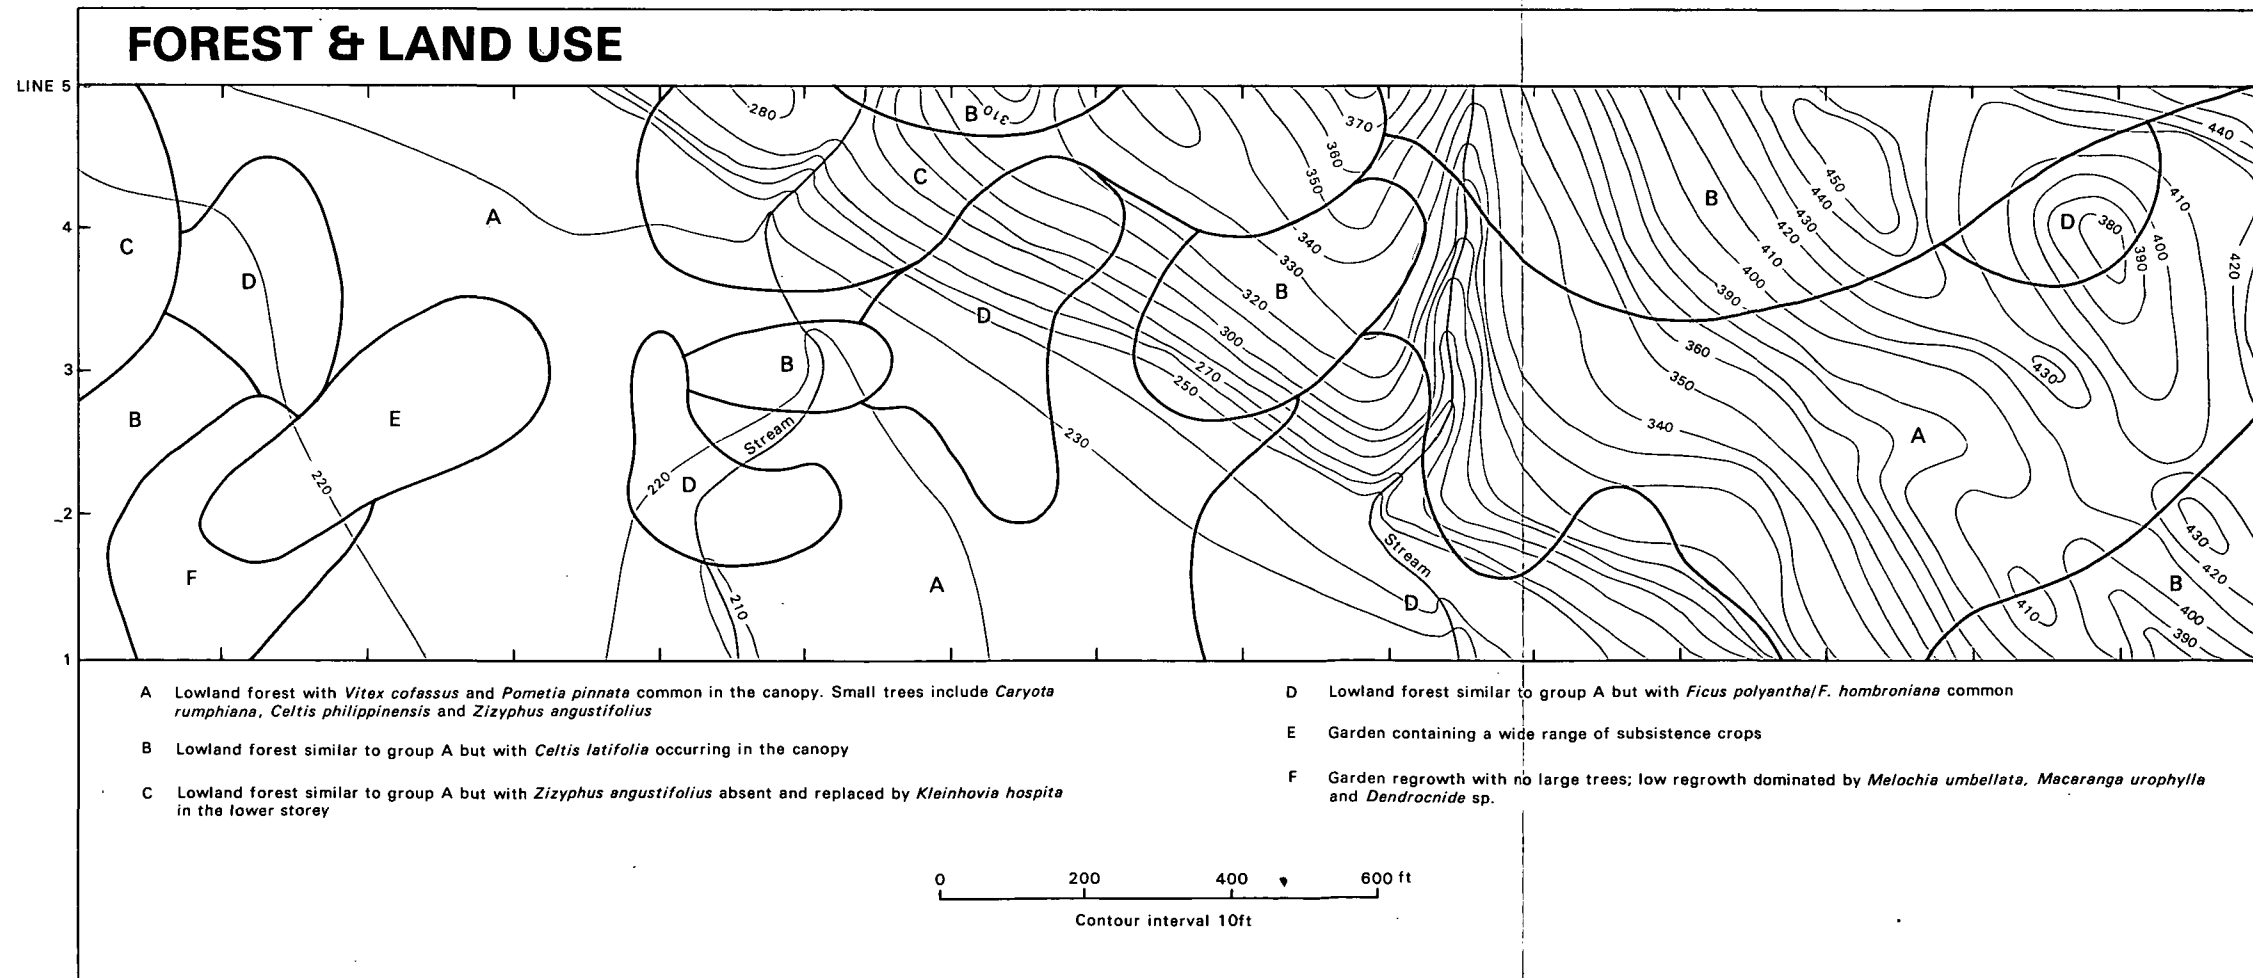 FOREST & LAND USE
LINE 5
4
3
2
1
280
B
310
370
360
350
C
A
B
450
440
430
420
410
400
390
440
410
D
380
390
400
420
C
D
340
330
320
B
300
270
250
D
B
E
B
Stream
220
D
220
230
360
350
340
430
A
Stream
D
F
A
210
430
420
B
410
400
390
A Lowland forest with Vitex cofassus and Pometia pinnata common in the canopy. Small trees include Caryota
rumphiana, Celtis philippinensis and Zizyphus angustifolius
B Lowland forest similar to group A but with Celtis latifolia occurring in the canopy
C Lowland forest similar to group A but with Zizyphus angustifolius absent and replaced by Kleinhovia hospita
in the lower storey
D Lowland forest similar to group A but with Ficus polyantha/F. hombroniana common
E Garden containing a wide range of subsistence crops
F Garden regrowth with no large trees; low regrowth dominated by Melochia umbellata, Macaranga urophylla
and Dendrocnide sp.
0 200 400 600 ft
Contour interval 10ft